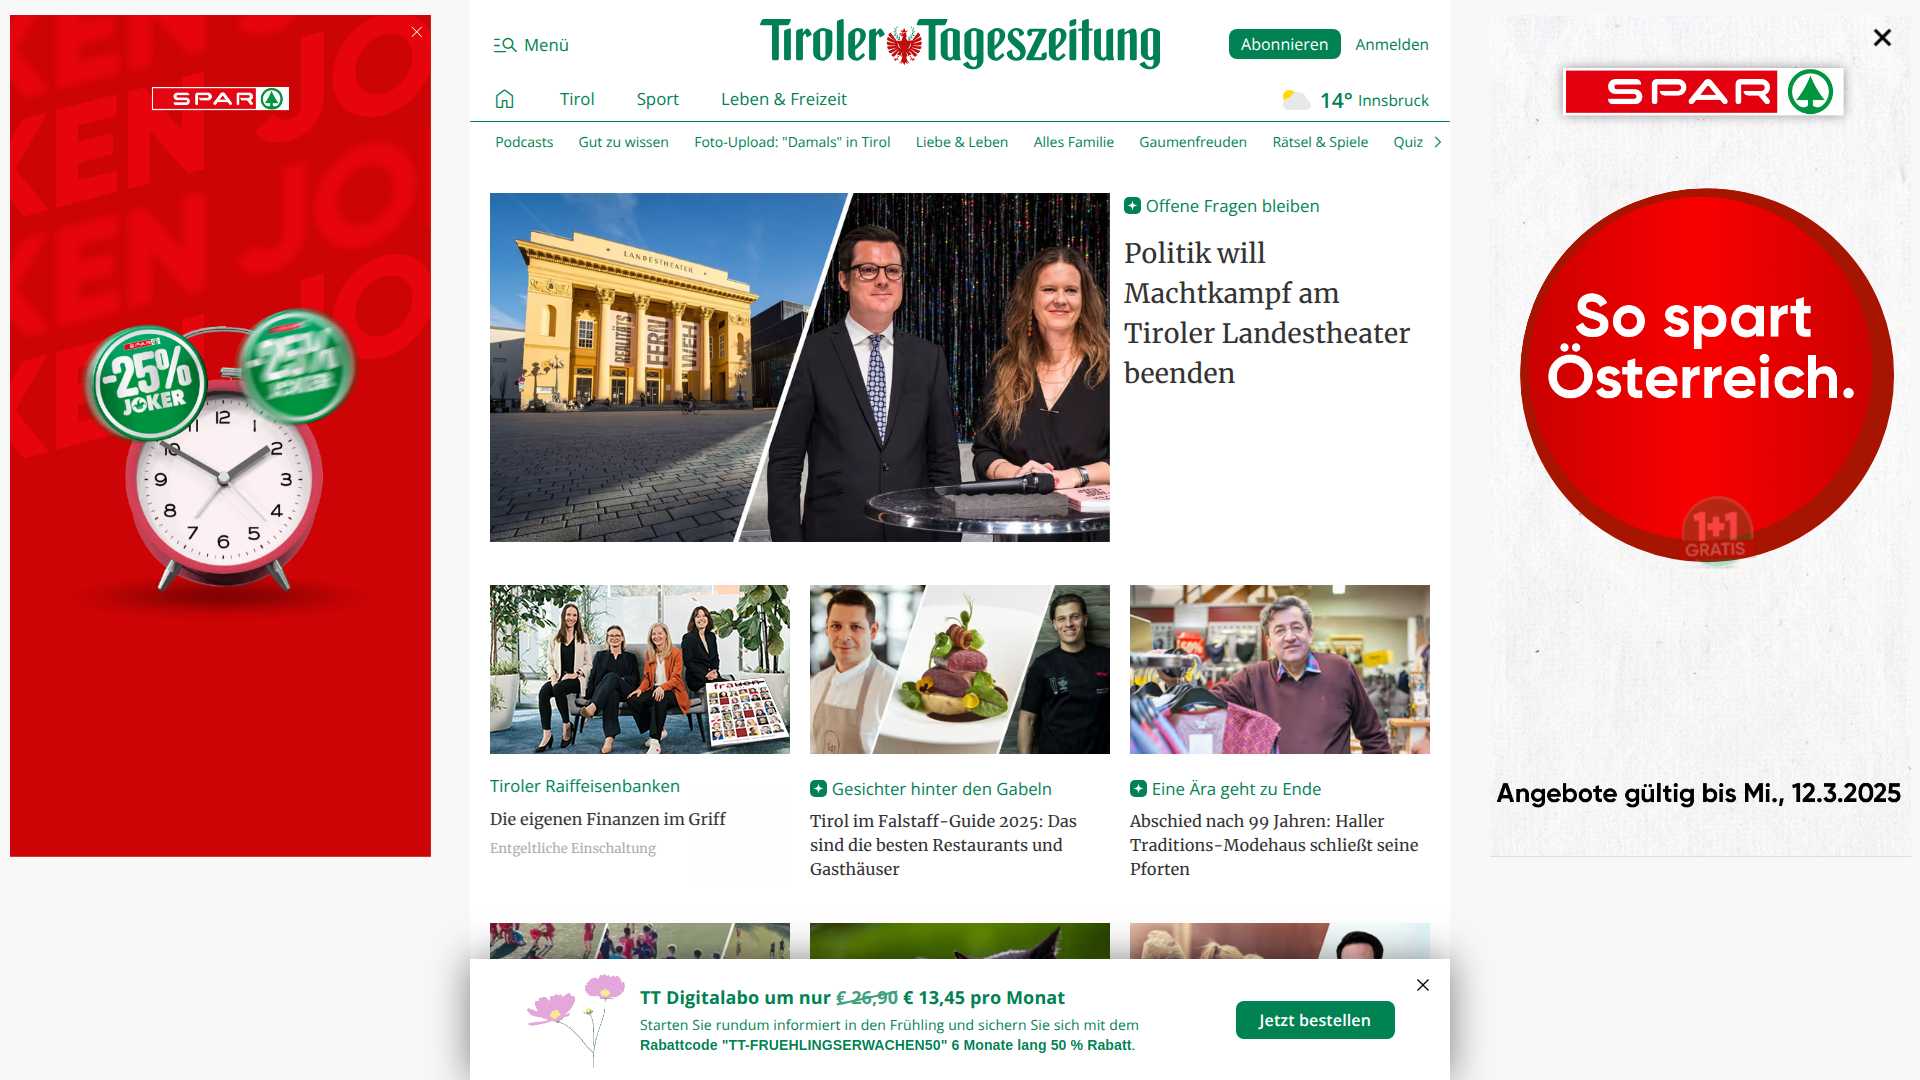 SPAR
-25%
JOKER
-25%
JOKER
12
1
2
3
4
5
6
7
8
9
10
11
Menü
Tiroler Tageszeitung
Abonnieren
Anmelden
Tirol
Sport
Leben & Freizeit
14° Innsbruck
Podcasts
Gut zu wissen
Foto-Upload: "Damals" in Tirol
Liebe & Leben
Alles Familie
Gaumenfreuden
Rätsel & Spiele
Quiz
LANDESTHEATER
FERN
WEH
Offene Fragen bleiben
Politik will
Machtkampf am
Tiroler Landestheater
beenden
frauen
Tiroler Raiffeisenbanken
Die eigenen Finanzen im Griff
Entgeltliche Einschaltung
Gesichter hinter den Gabeln
Tirol im Falstaff-Guide 2025: Das
sind die besten Restaurants und
Gasthäuser
Eine Ära geht zu Ende
Abschied nach 99 Jahren: Haller
Traditions-Modehaus schließt seine
Pforten
TT Digitalabo um nur € 26,90 € 13,45 pro Monat
Starten Sie rundum informiert in den Frühling und sichern Sie sich mit dem
Rabattcode "TT-FRUEHLINGSERWACHEN50" 6 Monate lang 50 % Rabatt.
Jetzt bestellen
SPAR
So spart
Österreich.
1+1
GRATIS
Angebote gültig bis Mi., 12.3.2025